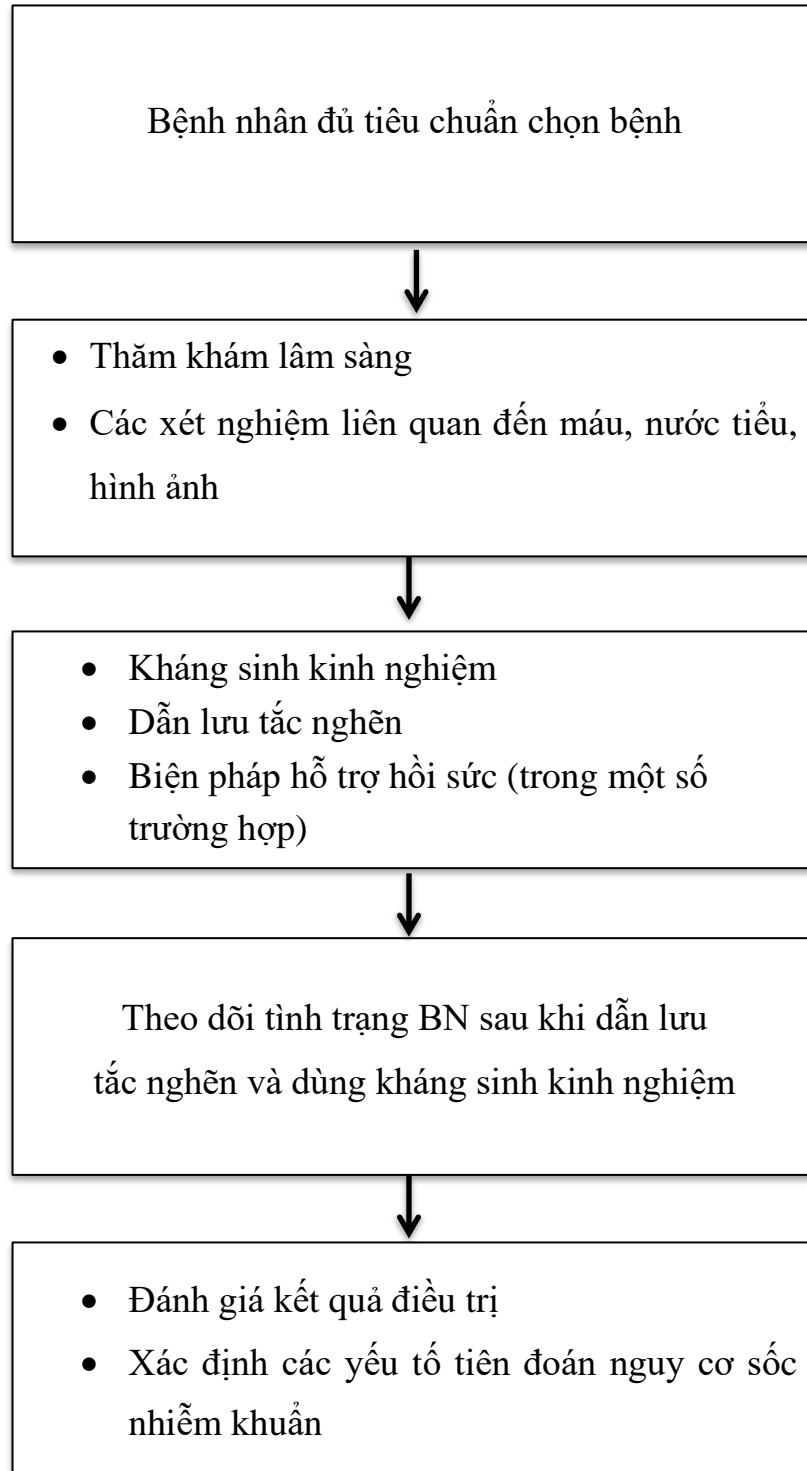 Bệnh nhân đủ tiêu chuẩn chọn bệnh
• Thăm khám lâm sàng
• Các xét nghiệm liên quan đến máu, nước tiểu,
hình ảnh
• Kháng sinh kinh nghiệm
• Dẫn lưu tắc nghẽn
• Biện pháp hỗ trợ hồi sức (trong một số
trường hợp)
Theo dõi tình trạng BN sau khi dẫn lưu
tắc nghẽn và dùng kháng sinh kinh nghiệm
• Đánh giá kết quả điều trị
• Xác định các yếu tố tiên đoán nguy cơ sốc
nhiễm khuẩn